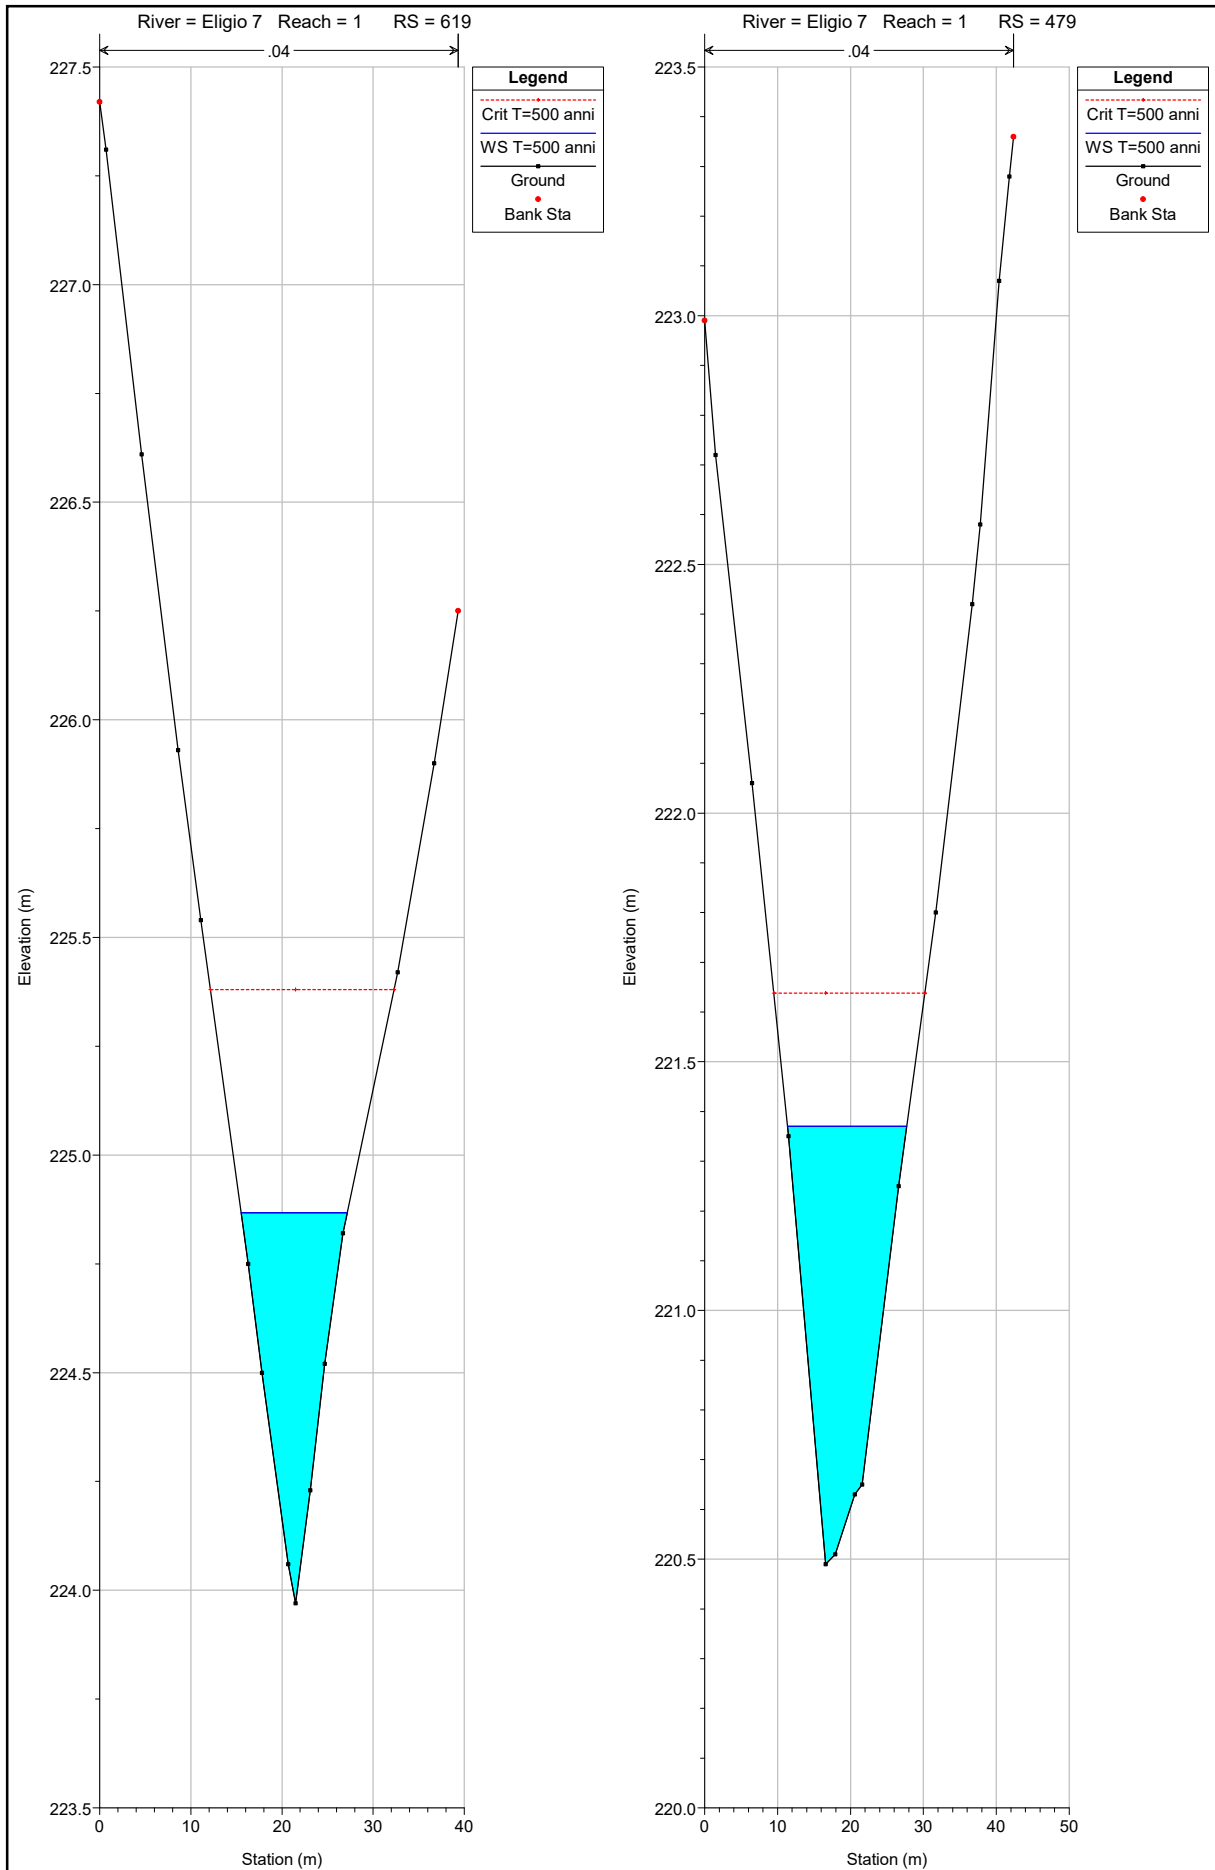 River = Eligio 7 Reach = 1 RS = 619
.04
227.5
227.0
226.5
226.0
225.5
225.0
224.5
224.0
223.5
0
10
20
30
40
Station (m)
Elevation (m)
Legend
Crit T=500 anni
WS T=500 anni
Ground
Bank Sta
River = Eligio 7 Reach = 1 RS = 479
.04
223.5
223.0
222.5
222.0
221.5
221.0
220.5
220.0
0
10
20
30
40
50
Station (m)
Elevation (m)
Legend
Crit T=500 anni
WS T=500 anni
Ground
Bank Sta